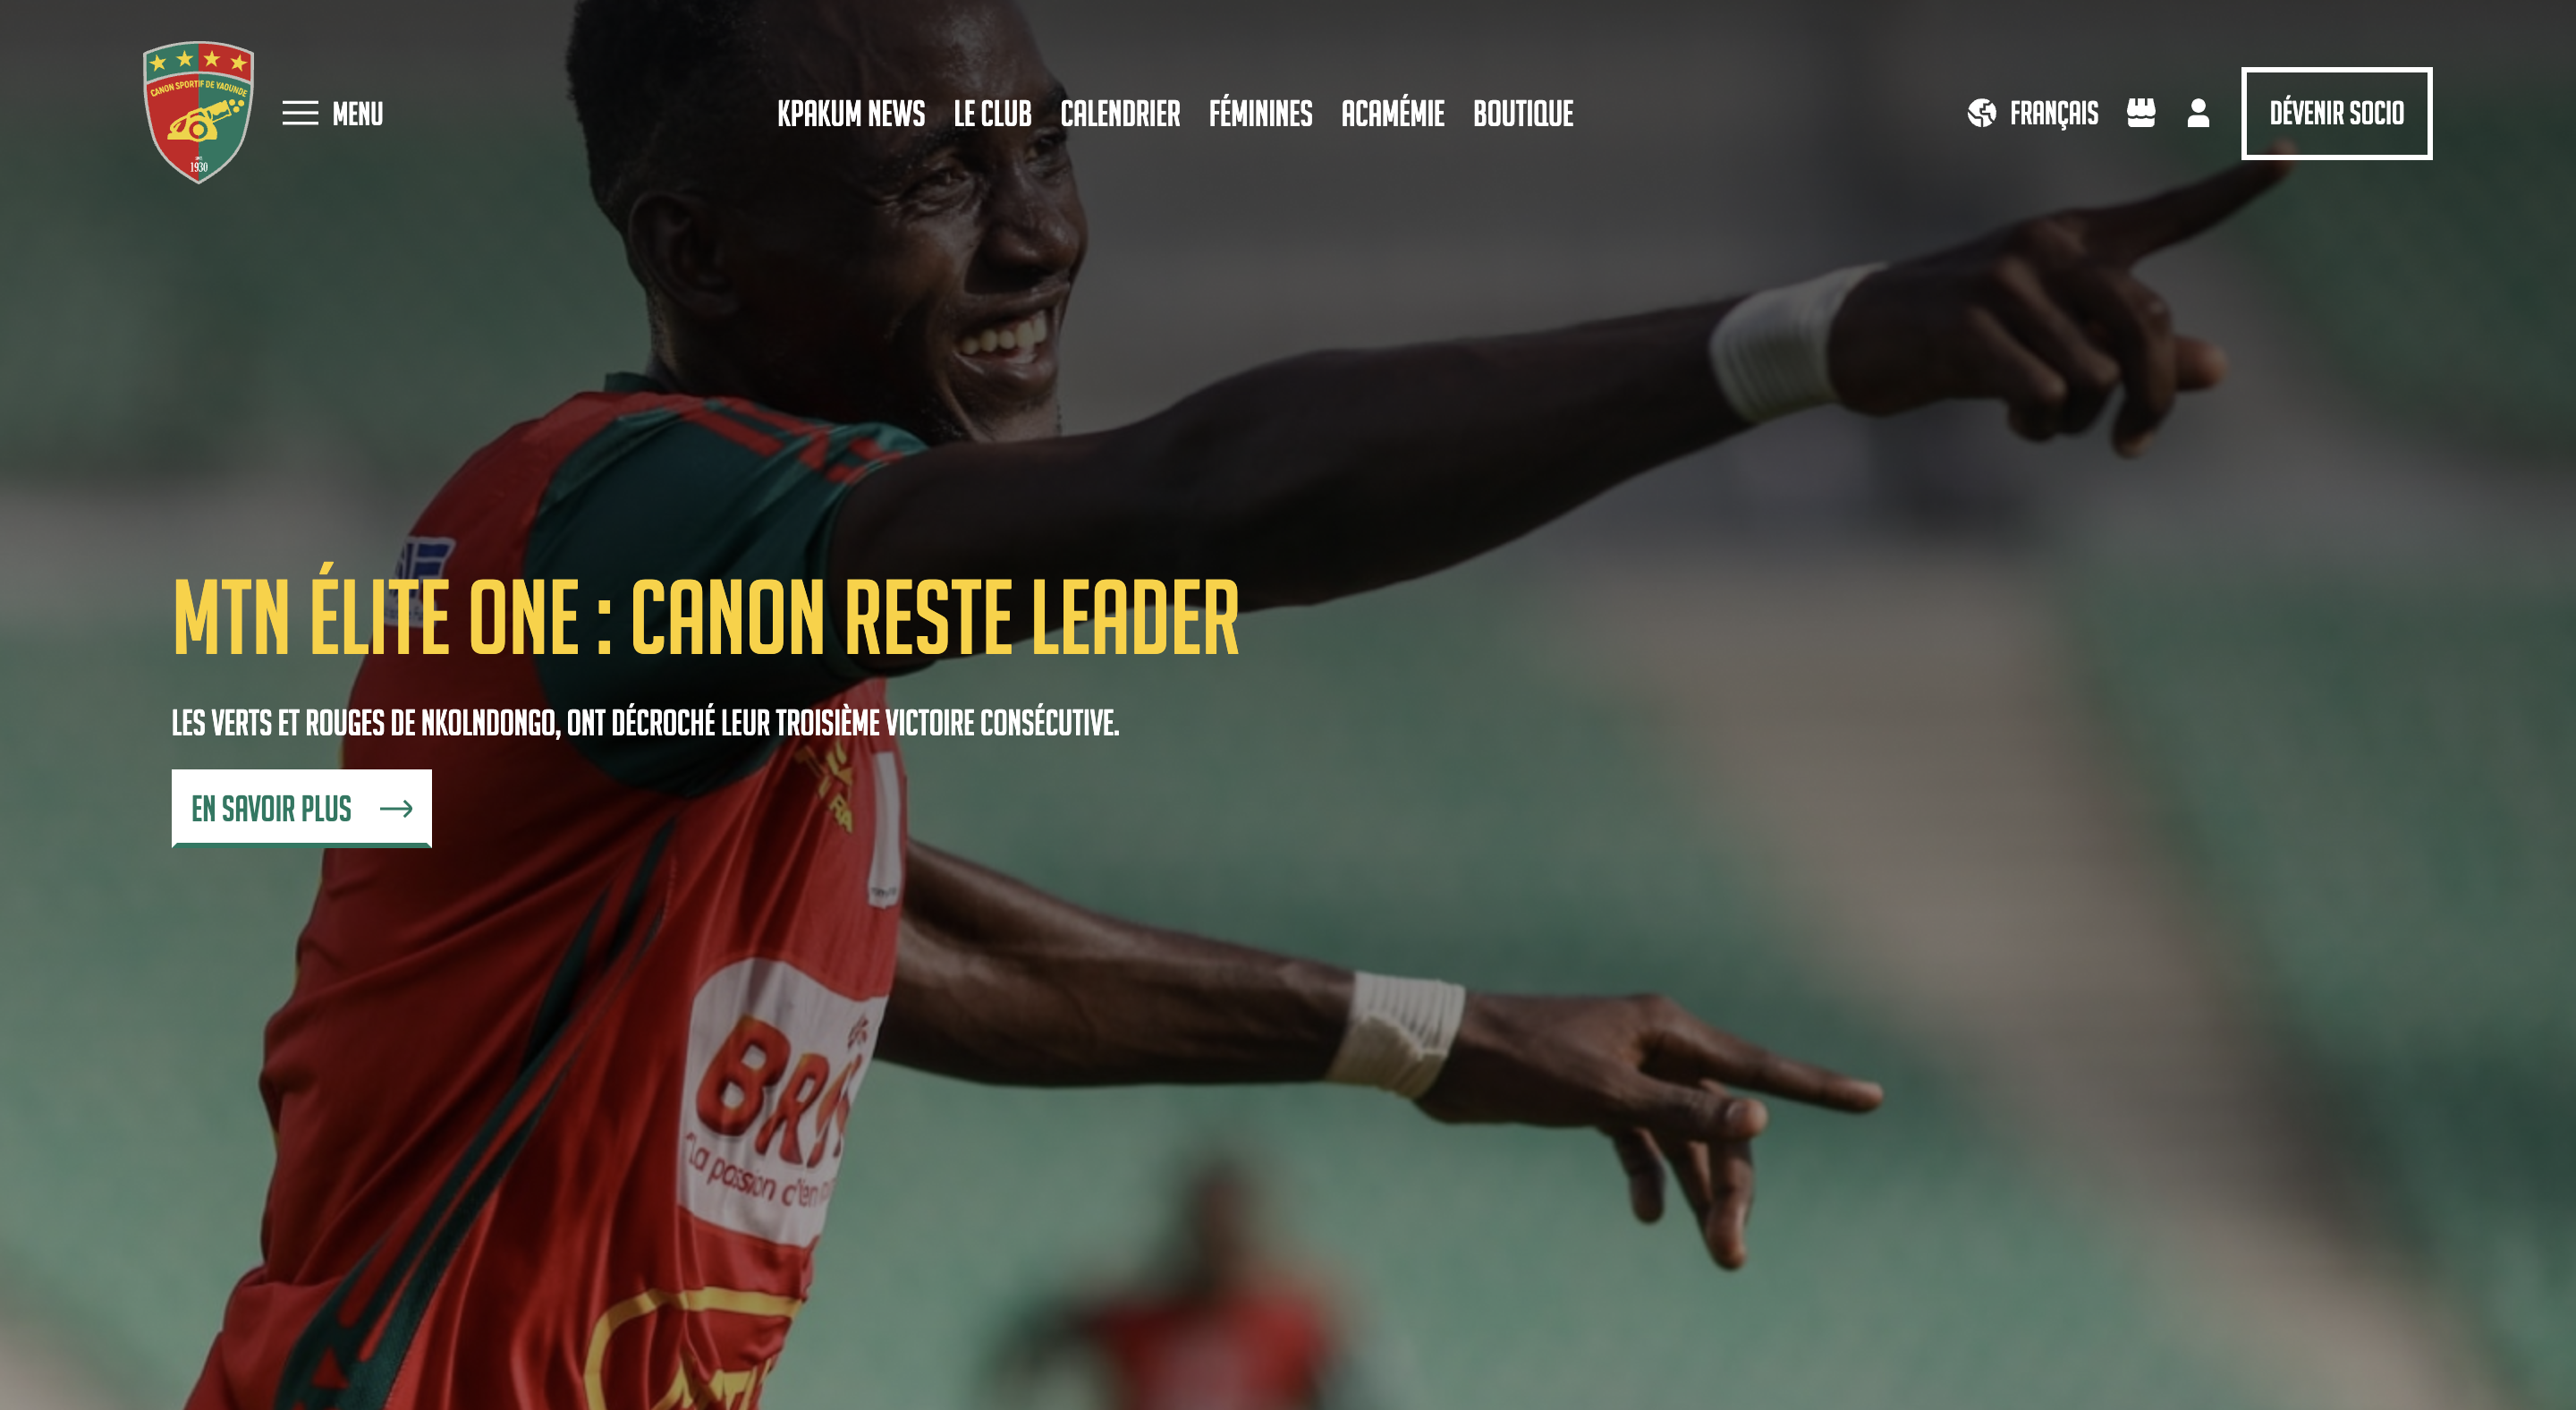 CANON SPORTIF DE YAOUNDE
1930
MENU
KPAKUM NEWS
LE CLUB
CALENDRIER
FÉMININES
ACAMÉMIE
BOUTIQUE
FRANÇAIS
DÉVENIR SOCIO
MTN ÉLITE ONE : CANON RESTE LEADER
LES VERTS ET ROUGES DE NKOLNDONGO, ONT DÉCROCHÉ LEUR TROISIÈME VICTOIRE CONSÉCUTIVE.
EN SAVOIR PLUS
La passion